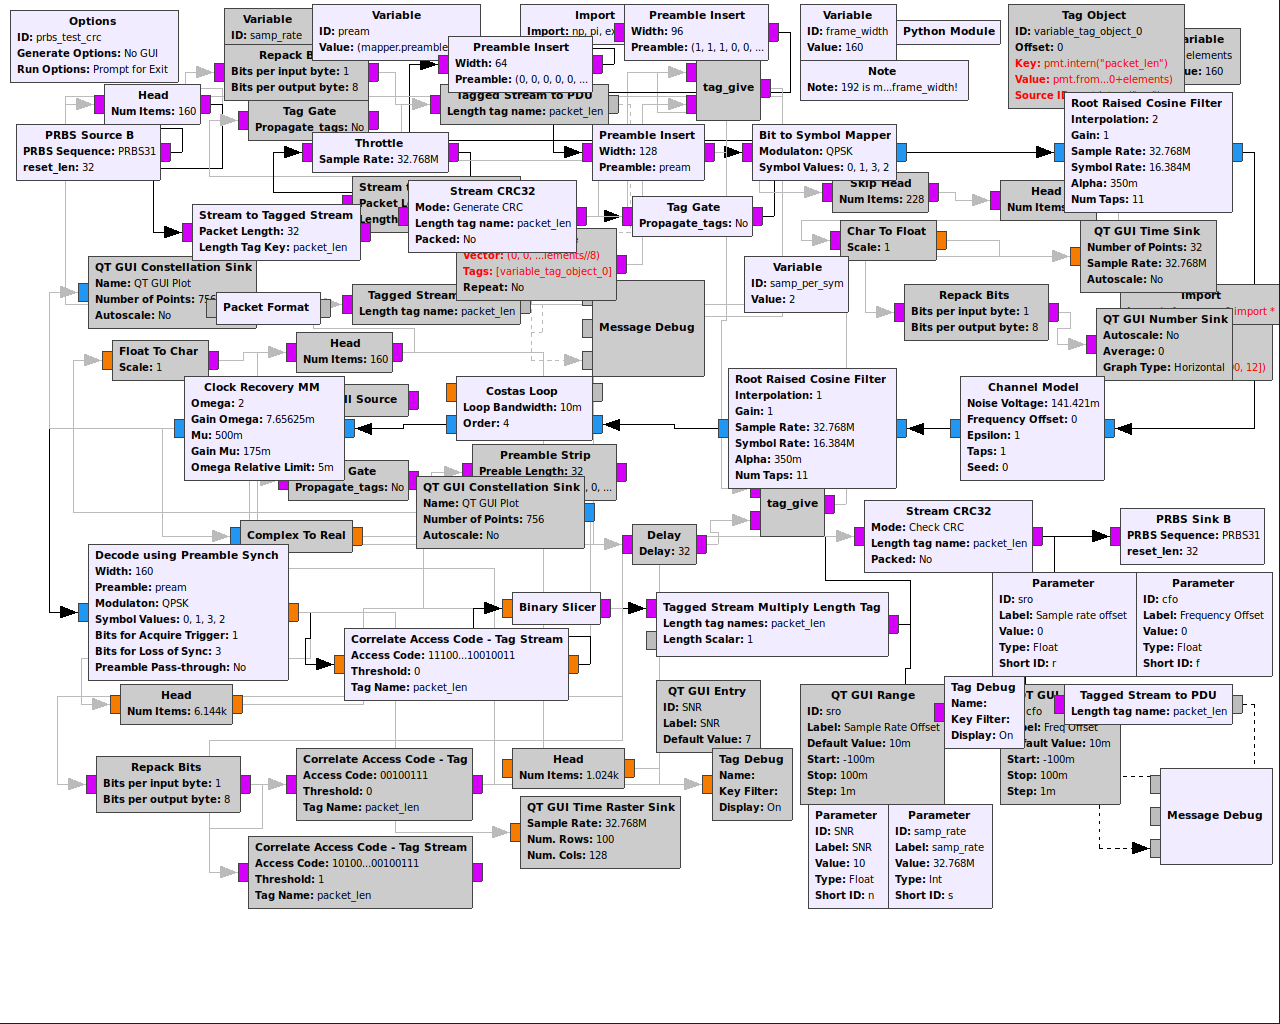 Options
ID: prbs_test_crc
Generate Options: No GUI
Run Options: Prompt for Exit
Variable
ID: samp_rate
Variable
ID: pream
Value: (mapper.preamble
Import
Import: np, pi, ex
Preamble Insert
Width: 96
Preamble: (1, 1, 1, 0, 0, ...
Variable
ID: frame_width
Value: 160
Python Module
Note
Note: 192 is m...frame_width!
Tag Object
ID: variable_tag_object_0
Offset: 0
Key: pmt.intern("packet_len")
Value: pmt.from...0+elements)
Source ID
ariable
elements
ue: 160
Repack B
Bits per input byte: 1
Bits per output byte: 8
Preamble Insert
Width: 64
Preamble: (0, 0, 0, 0, 0, ...
tag_give
Head
Num Items: 160
Tag Gate
Propagate_tags: No
Tagged Stream to PDU
Length tag name: packet_len
Root Raised Cosine Filter
Interpolation: 2
Gain: 1
Sample Rate: 32.768M
Symbol Rate: 16.384M
Alpha: 350m
Num Taps: 11
PRBS Source B
PRBS Sequence: PRBS31
reset_len: 32
Throttle
Sample Rate: 32.768M
Preamble Insert
Width: 128
Preamble: pream
Bit to Symbol Mapper
Modulaton: QPSK
Symbol Values: 0, 1, 3, 2
Stream t
Packet L
Length
Stream CRC32
Mode: Generate CRC
Length tag name: packet_len
Packed: No
Skip Head
Num Items: 228
Head
Num Items
Stream to Tagged Stream
Packet Length: 32
Length Tag Key: packet_len
Tag Gate
Propagate_tags: No
Char To Float
Scale: 1
QT GUI Time Sink
Number of Points: 32
Sample Rate: 32.768M
Autoscale: No
Vector: (0, 0, ...lements//8)
Tags: [variable_tag_object_0]
Repeat: No
QT GUI Constellation Sink
Name: QT GUI Plot
Number of Points: 756
Autoscale: No
Packet Format
Tagged Stream
Length tag name: packet_len
Message Debug
Variable
ID: samp_per_sym
Value: 2
Repack Bits
Bits per input byte: 1
Bits per output byte: 8
Import
import *
QT GUI Number Sink
Autoscale: No
Average: 0
Graph Type: Horizontal
0, 12])
Float To Char
Scale: 1
Head
Num Items: 160
Clock Recovery MM
Omega: 2
Gain Omega: 7.65625m
Mu: 500m
Gain Mu: 175m
Omega Relative Limit: 5m
ll Source
Costas Loop
Loop Bandwidth: 10m
Order: 4
Root Raised Cosine Filter
Interpolation: 1
Gain: 1
Sample Rate: 32.768M
Symbol Rate: 16.384M
Alpha: 350m
Num Taps: 11
Channel Model
Noise Voltage: 141.421m
Frequency Offset: 0
Epsilon: 1
Taps: 1
Seed: 0
Gate
Propagate_tags: No
Preamble Strip
Preable Length: 32
, 0, ...
QT GUI Constellation Sink
Name: QT GUI Plot
Number of Points: 756
Autoscale: No
tag_give
Complex To Real
Delay
Delay: 32
Stream CRC32
Mode: Check CRC
Length tag name: packet_len
Packed: No
PRBS Sink B
PRBS Sequence: PRBS31
reset_len: 32
Decode using Preamble Synch
Width: 160
Preamble: pream
Modulaton: QPSK
Symbol Values: 0, 1, 3, 2
Bits for Acquire Trigger: 1
Bits for Loss of Sync: 3
Preamble Pass-through: No
Binary Slicer
Tagged Stream Multiply Length Tag
Length tag names: packet_len
Length Scalar: 1
Parameter
ID: sro
Label: Sample rate offset
Value: 0
Type: Float
Short ID: r
Parameter
ID: cfo
Label: Frequency Offset
Value: 0
Type: Float
Short ID: f
Correlate Access Code - Tag Stream
Access Code: 11100...10010011
Threshold: 0
Tag Name: packet_len
Head
Num Items: 6.144k
QT GUI Entry
ID: SNR
Label: SNR
Default Value: 7
QT GUI Range
ID: sro
Label: Sample Rate Offset
Default Value: 10m
Start: -100m
Stop: 100m
Step: 1m
Tag Debug
Name:
Key Filter:
Display: On
T GUI
cfo
bel: Freq Offset
fault Value: 10m
Start: -100m
Stop: 100m
Step: 1m
Tagged Stream to PDU
Length tag name: packet_len
Repack Bits
Bits per input byte: 1
Bits per output byte: 8
Correlate Access Code - Tag
Access Code: 00100111
Threshold: 0
Tag Name: packet_len
Head
Num Items: 1.024k
Tag Debug
Name:
Key Filter:
Display: On
Message Debug
QT GUI Time Raster Sink
Sample Rate: 32.768M
Num. Rows: 100
Num. Cols: 128
Parameter
ID: SNR
Label: SNR
Value: 10
Type: Float
Short ID: n
Parameter
ID: samp_rate
Label: samp_rate
Value: 32.768M
Type: Int
Short ID: s
Correlate Access Code - Tag Stream
Access Code: 10100...00100111
Threshold: 1
Tag Name: packet_len